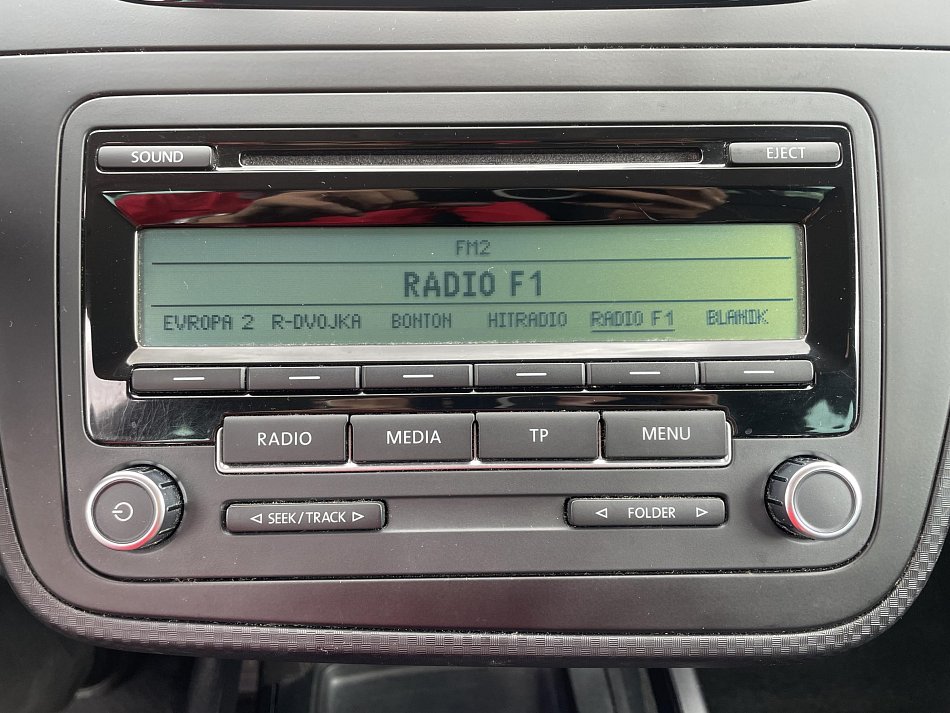 SOUND EJECT
FM2
RADIO F1
EVROPA 2 R-DVOJKA BONTON HITRADIO RADIO F1 BLANIK
RADIO MEDIA TP MENU
SEEK/TRACK FOLDER